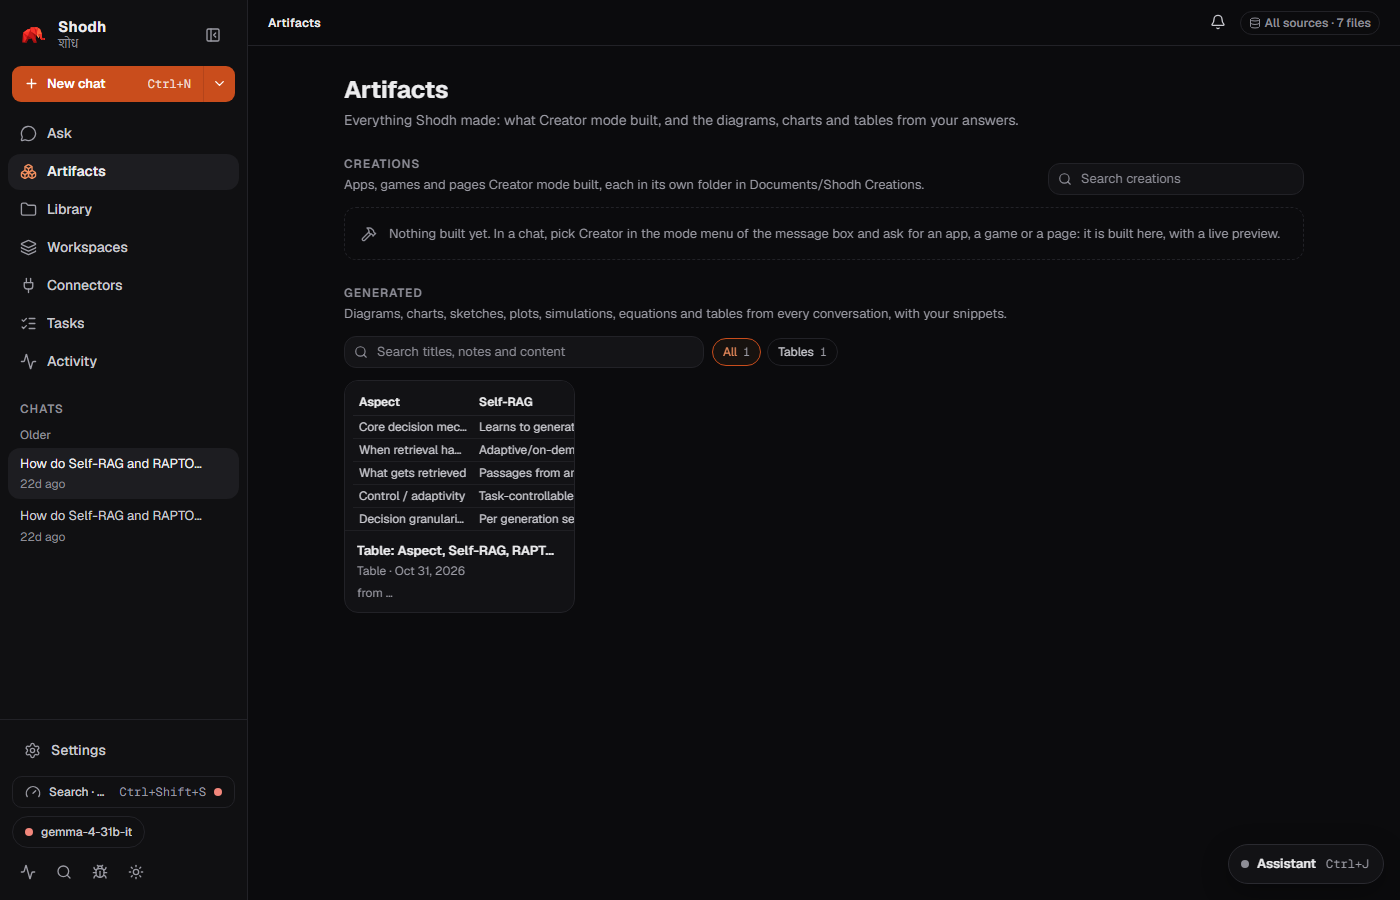 Shodh
शोध
New chat Ctrl+N
Ask
Artifacts
Library
Workspaces
Connectors
Tasks
Activity
CHATS
Older
How do Self-RAG and RAPTO...
22d ago
How do Self-RAG and RAPTO...
22d ago
Settings
Search · ... Ctrl+Shift+S
gemma-4-31b-it
Artifacts
All sources · 7 files
Artifacts
Everything Shodh made: what Creator mode built, and the diagrams, charts and tables from your answers.
CREATIONS
Apps, games and pages Creator mode built, each in its own folder in Documents/Shodh Creations.
Search creations
Nothing built yet. In a chat, pick Creator in the mode menu of the message box and ask for an app, a game or a page: it is built here, with a live preview.
GENERATED
Diagrams, charts, sketches, plots, simulations, equations and tables from every conversation, with your snippets.
Search titles, notes and content
All 1
Tables 1
Aspect Self-RAG
Core decision mec... Learns to generat
When retrieval ha... Adaptive/on-dem
What gets retrieved Passages from ar
Control / adaptivity Task-controllable
Decision granulari... Per generation se
Table: Aspect, Self-RAG, RAPT...
Table · Oct 31, 2026
from ...
Assistant Ctrl+J